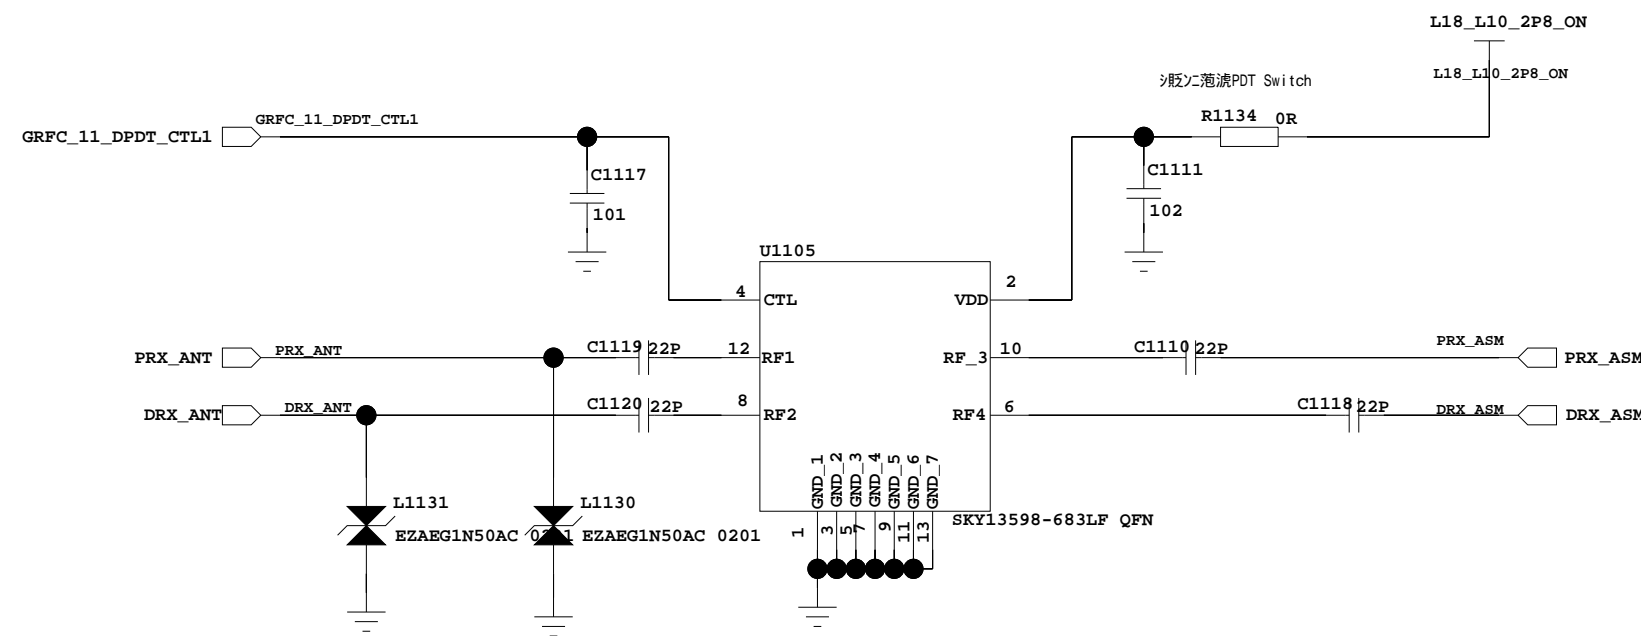 L18_L10_2P8_ON
L18_L10_2P8_ON
PDT Switch
R1134 0R
GRFC_11_DPDT_CTL1
GRFC_11_DPDT_CTL1
C1117
101
C1111
102
U1105
4 CTL
VDD 2
PRX_ANT
PRX_ANT
C1119 22P
12 RF1
RF_3 10
C1110 22P
PRX_ASM
PRX_ASM
DRX_ANT
DRX_ANT
C1120 22P
8 RF2
RF4 6
C1118 22P
DRX_ASM
DRX_ASM
GND_1
GND_2
GND_3
GND_4
GND_5
GND_6
GND_7
1
3
5
7
9
11
13
SKY13598-683LF QFN
L1131
EZAEG1N50AC 0201
L1130
EZAEG1N50AC 0201